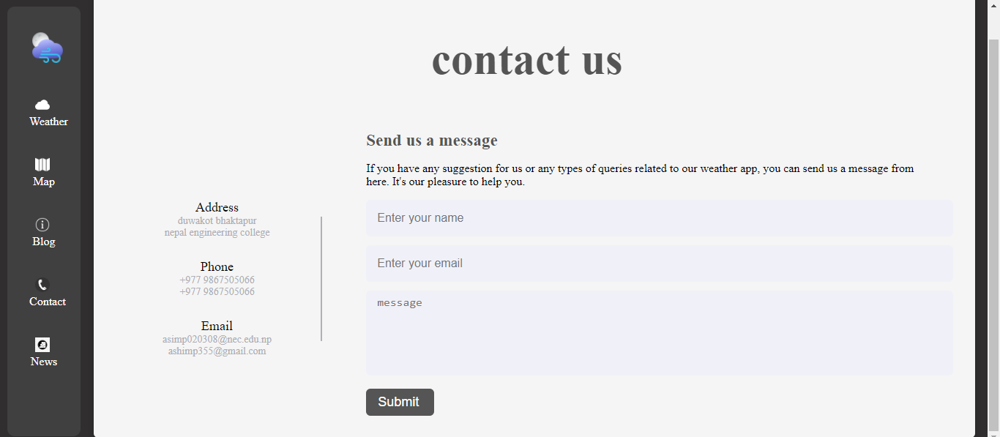 Weather
Map
Blog
Contact
News
contact us
Address
duwakot bhaktapur
nepal engineering college
Phone
+977 9867505066
+977 9867505066
Email
asimp020308@nec.edu.np
ashimp355@gmail.com
Send us a message
If you have any suggestion for us or any types of queries related to our weather app, you can send us a message from
here. It's our pleasure to help you.
Enter your name
Enter your email
message
Submit